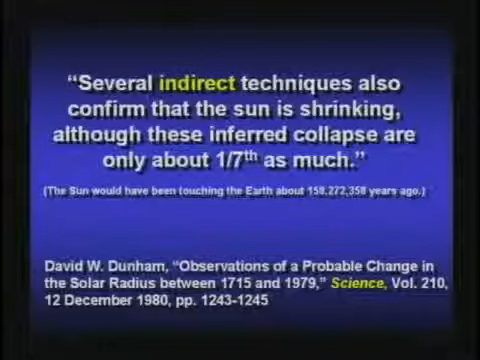 “Several indirect techniques also
confirm that the sun is shrinking,
although these inferred collapse are
only about 1/7th as much.”
(The Sun would have been touching the Earth about 158,272,358 years ago.)
David W. Dunham, “Observations of a Probable Change in
the Solar Radius between 1715 and 1979,” Science, Vol. 210,
12 December 1980, pp. 1243-1245